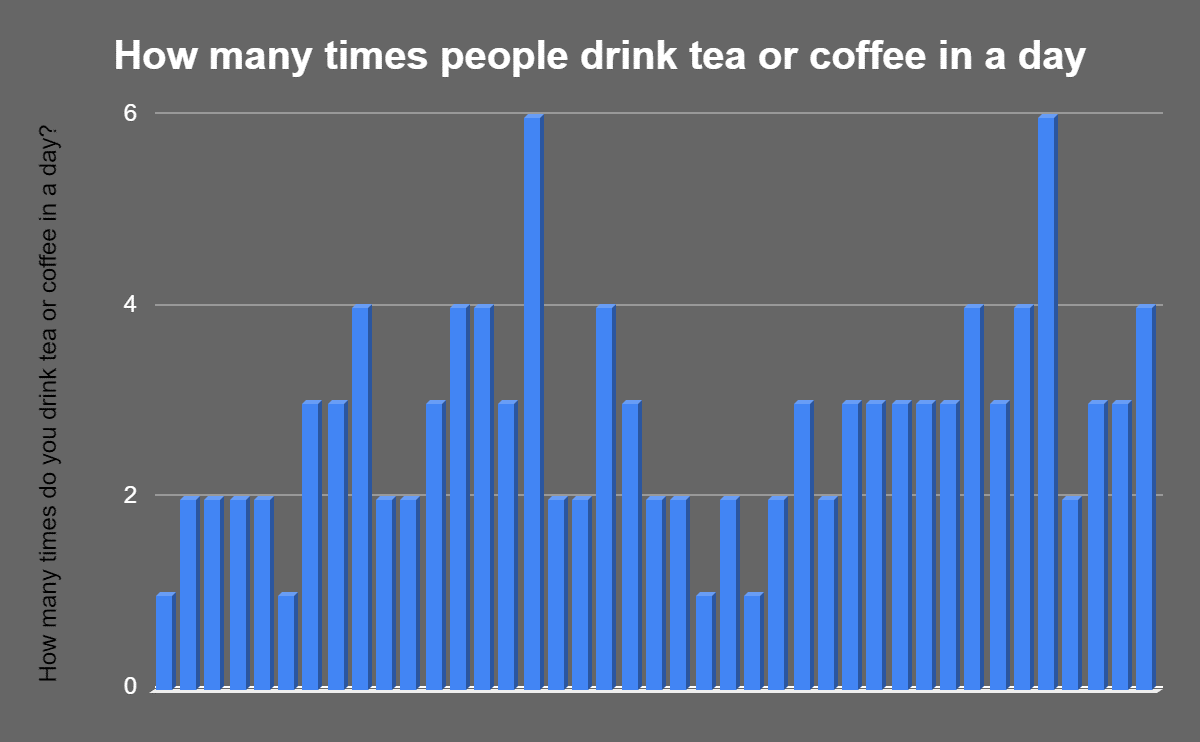 How many times people drink tea or coffee in a day
How many times do you drink tea or coffee in a day?
6
4
2
0